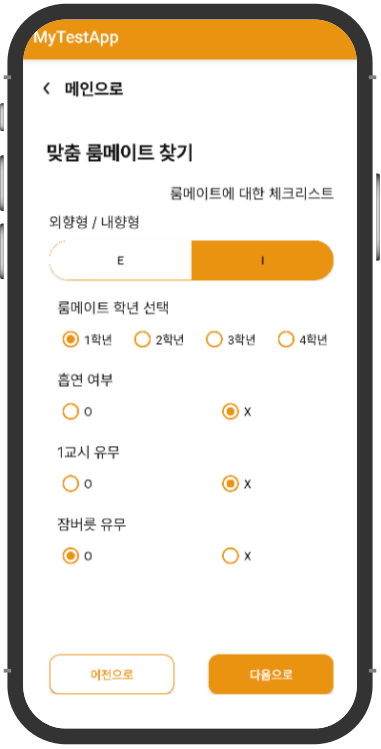 MyTestApp
메인으로
맞춤 룸메이트 찾기
룸메이트에 대한 체크리스트
외향형 / 내향형
E I
룸메이트 학년 선택
1학년 2학년 3학년 4학년
흡연 여부
O X
1교시 유무
O X
잠버릇 유무
O X
이전으로 다음으로